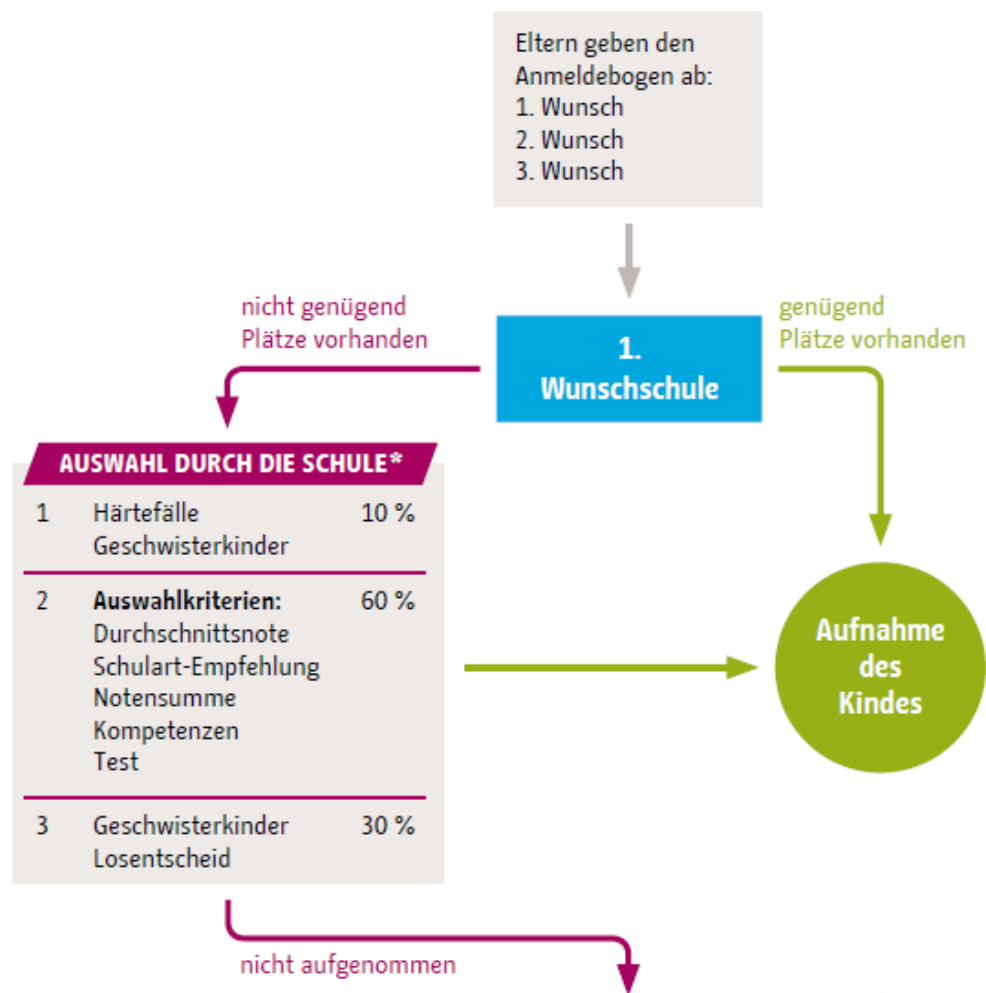 Eltern geben den
Anmeldebogen ab:
1. Wunsch
2. Wunsch
3. Wunsch
nicht genügend
Plätze vorhanden
1.
Wunschschule
genügend
Plätze vorhanden
AUSWAHL DURCH DIE SCHULE*
1 Härtefälle 10 %
Geschwisterkinder
2 Auswahlkriterien: 60 %
Durchschnittsnote
Schulart-Empfehlung
Notensumme
Kompetenzen
Test
3 Geschwisterkinder 30 %
Losentscheid
Aufnahme
des
Kindes
nicht aufgenommen